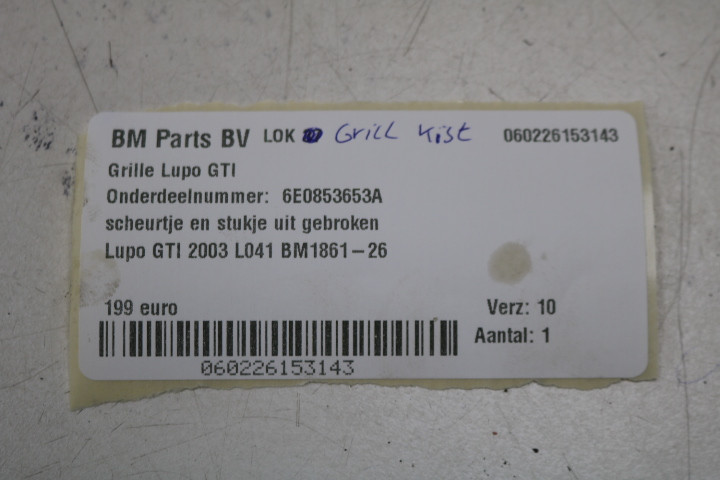 BM Parts BV LOK Grill Kist 060226153143
Grille Lupo GTI
Onderdeelnummer: 6E0853653A
scheurtje en stukje uit gebroken
Lupo GTI 2003 L041 BM1861-26
199 euro Verz: 10
Aantal: 1
060226153143